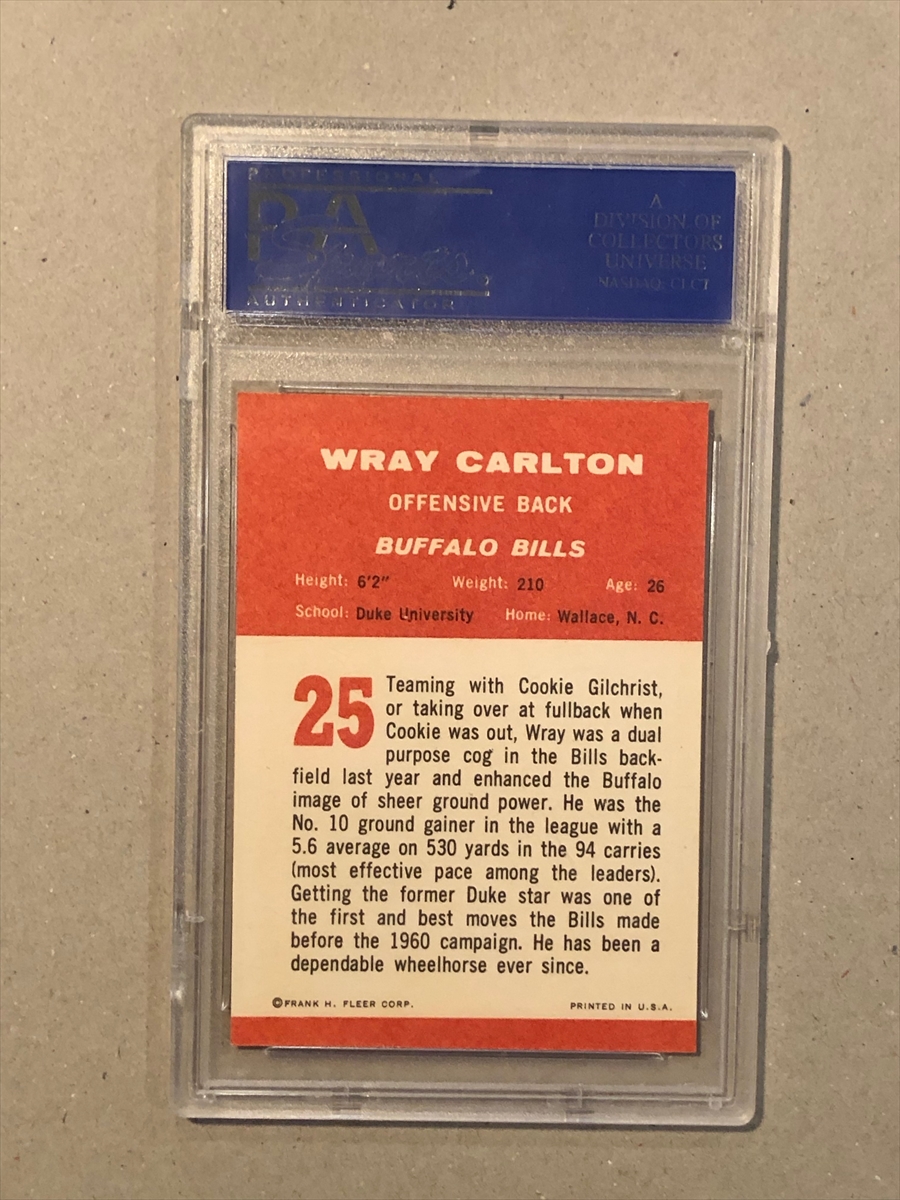 PROFESSIONAL
PSA
AUTHENTICATOR
A
DIVISION OF
COLLECTORS
UNIVERSE
NASDAQ: CLCT
WRAY CARLTON
OFFENSIVE BACK
BUFFALO BILLS
Height: 6'2" Weight: 210 Age: 26
School: Duke University Home: Wallace, N. C.
25
Teaming with Cookie Gilchrist,
or taking over at fullback when
Cookie was out, Wray was a dual
purpose cog in the Bills back-
field last year and enhanced the Buffalo
image of sheer ground power. He was the
No. 10 ground gainer in the league with a
5.6 average on 530 yards in the 94 carries
(most effective pace among the leaders).
Getting the former Duke star was one of
the first and best moves the Bills made
before the 1960 campaign. He has been a
dependable wheelhorse ever since.
©FRANK H. FLEER CORP. PRINTED IN U.S.A.